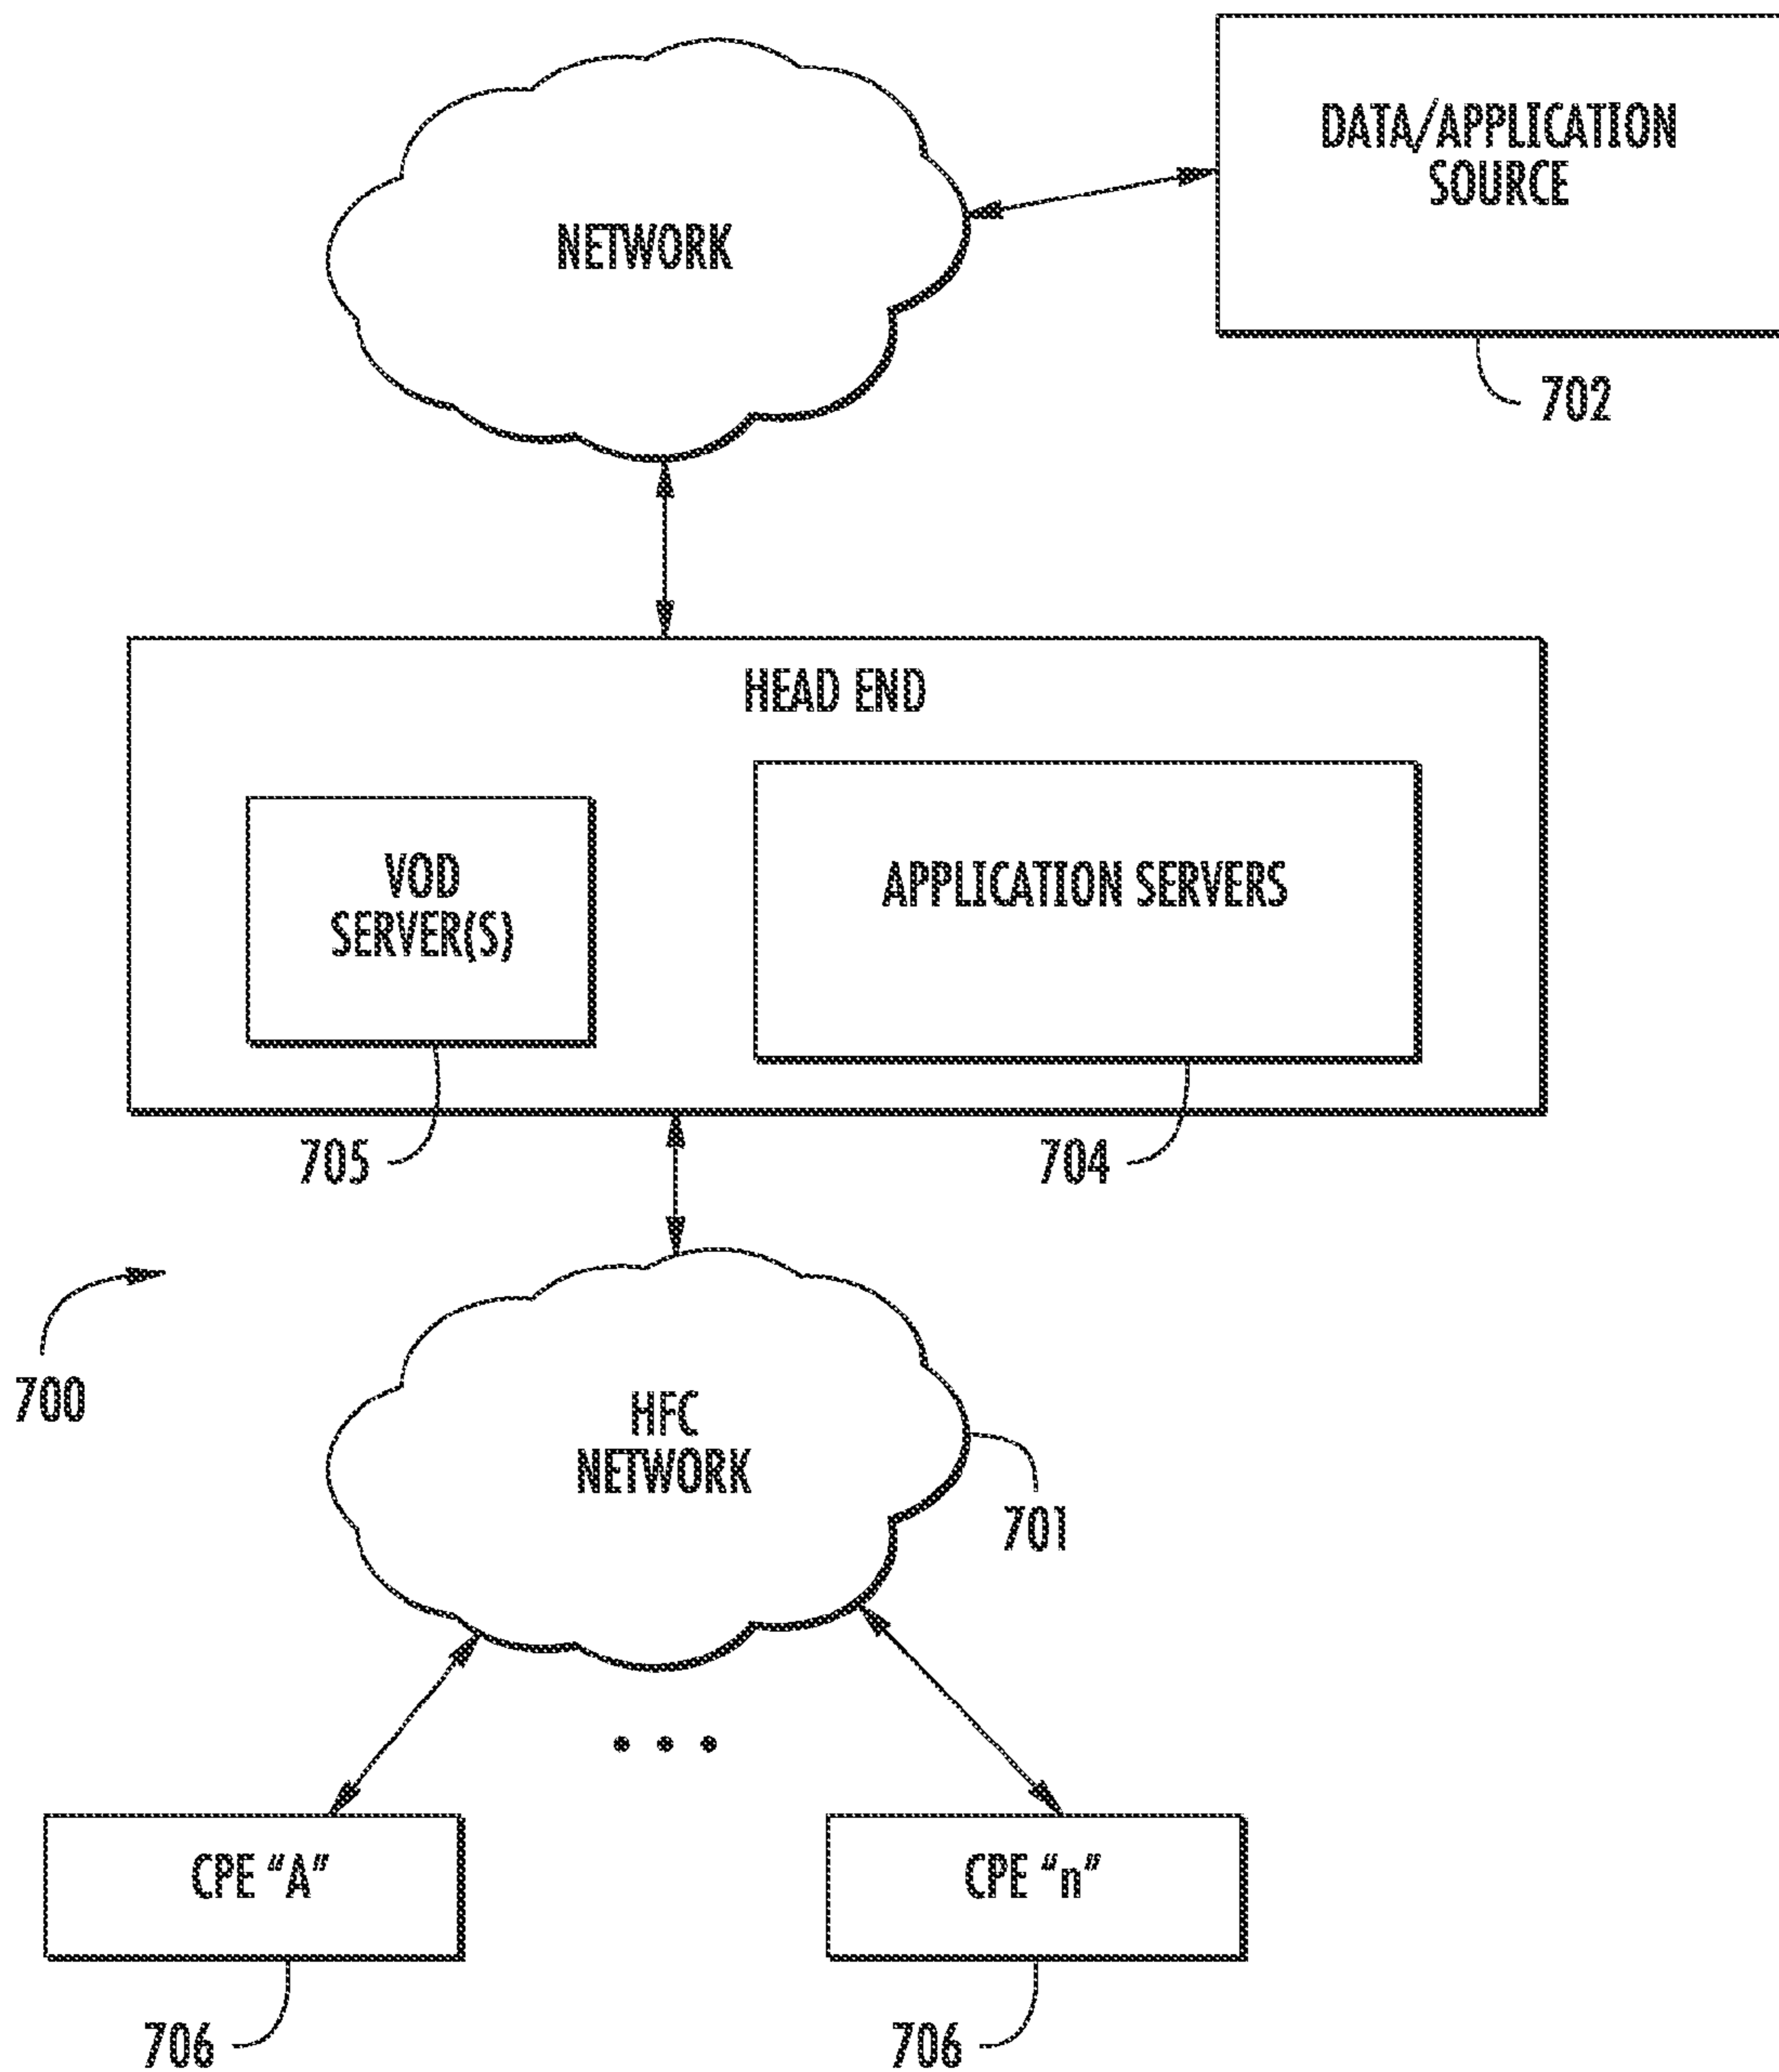 DATA/APPLICATION
SOURCE
NETWORK
702
HEAD END
VOD
SERVER(S)
APPLICATION SERVERS
705
704
700
HFC
NETWORK
701
CPE “A”
CPE “n”
706
706